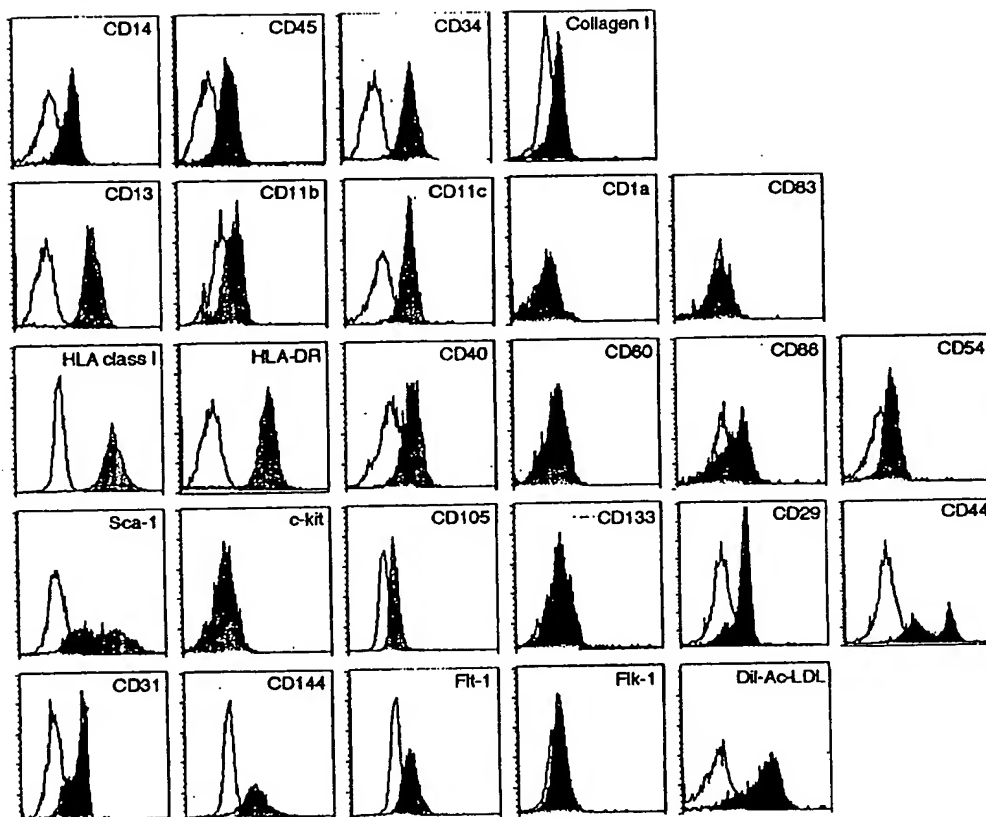 CD14 CD45 CD34 Collagen I
CD13 CD11b CD11c CD1a CD83
HLA class I HLA-DR CD40 CD80 CD86 CD54
Sca-1 c-kit CD105 CD133 CD29 CD44
CD31 CD144 Flt-1 Flk-1 Dil-Ac-LDL